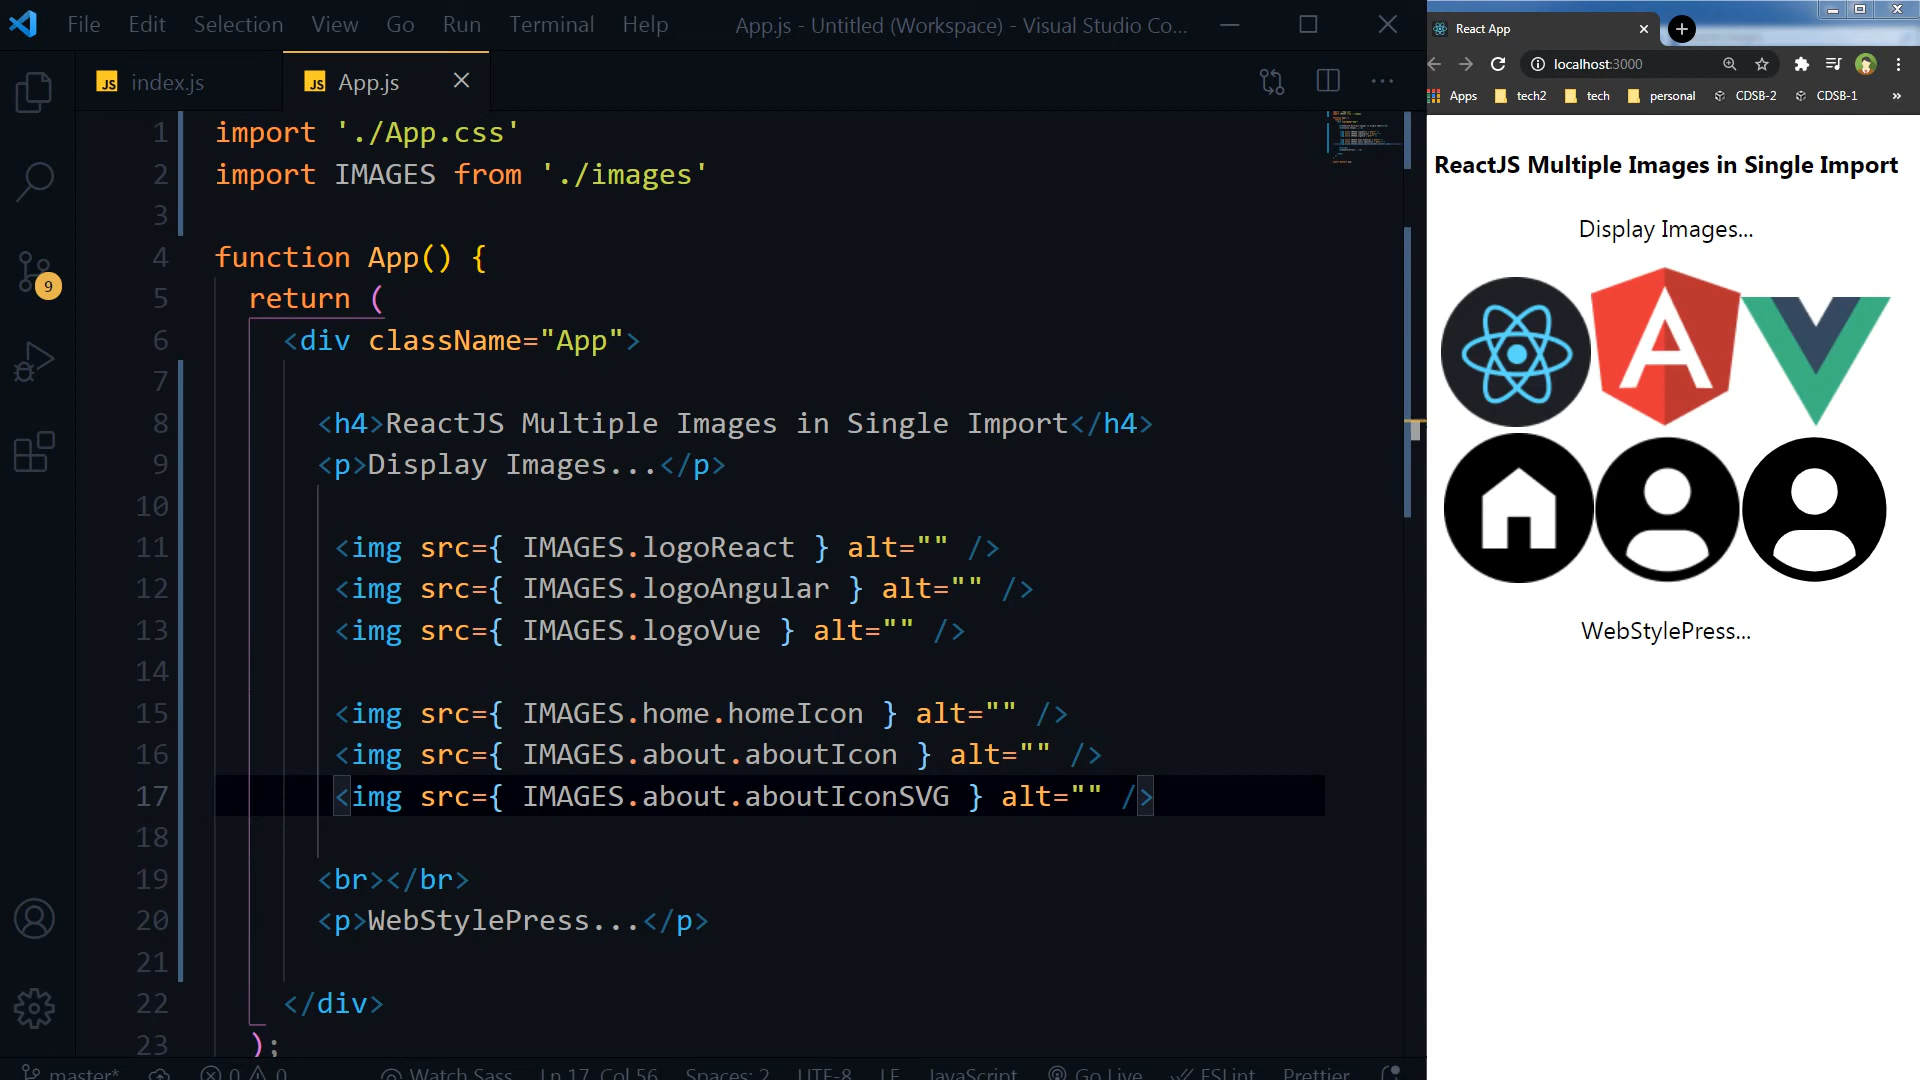 File Edit Selection View Go Run Terminal Help App.js - Untitled (Workspace) - Visual Studio Co...
JS index.js JS App.js
9
1 import './App.css'
2 import IMAGES from './images'
3
4 function App() {
5 return (
6 <div className="App">
7
8 <h4>ReactJS Multiple Images in Single Import</h4>
9 <p>Display Images...</p>
10
11 <img src={ IMAGES.logoReact } alt="" />
12 <img src={ IMAGES.logoAngular } alt="" />
13 <img src={ IMAGES.logoVue } alt="" />
14
15 <img src={ IMAGES.home.homeIcon } alt="" />
16 <img src={ IMAGES.about.aboutIcon } alt="" />
17 <img src={ IMAGES.about.aboutIconSVG } alt="" />
18
19 <br></br>
20 <p>WebStylePress...</p>
21
22 </div>
23 );
master* 0 0 Watch Sass Ln 17, Col 56 Spaces: 2 UTF-8 LF JavaScript Go Live ESLint Prettier
React App
localhost:3000
Apps tech2 tech personal CDSB-2 CDSB-1 »
ReactJS Multiple Images in Single Import
Display Images...
A
WebStylePress...